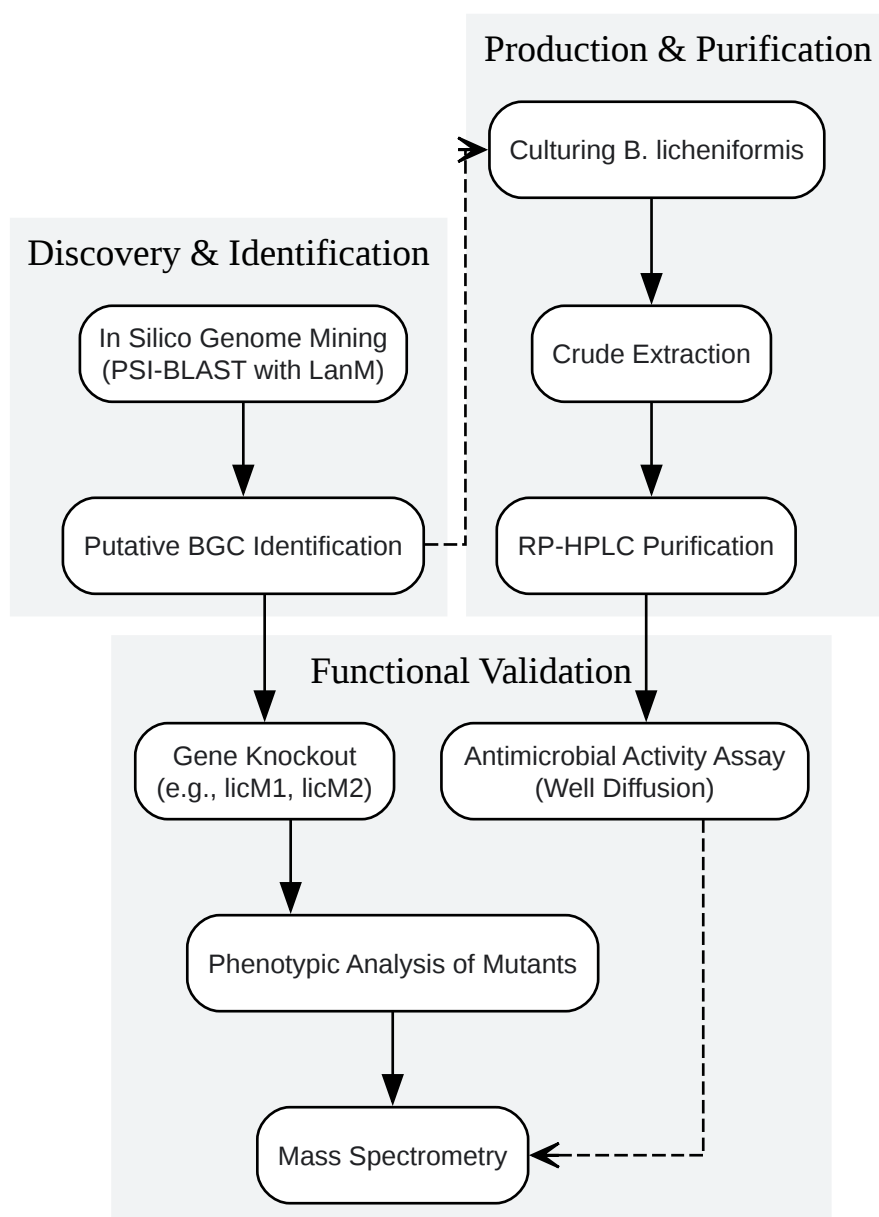 Production & Purification
Culturing B. licheniformis
Discovery & Identification
In Silico Genome Mining
(PSI-BLAST with LanM)
Crude Extraction
Putative BGC Identification
RP-HPLC Purification
Functional Validation
Gene Knockout
(e.g., licM1, licM2)
Antimicrobial Activity Assay
(Well Diffusion)
Phenotypic Analysis of Mutants
Mass Spectrometry